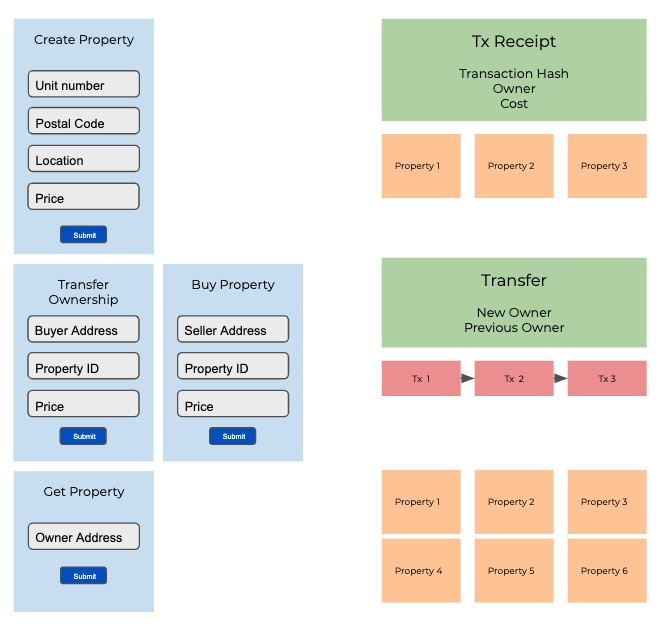 Create Property
Unit number
Postal Code
Location
Price
Submit
Tx Receipt
Transaction Hash
Owner
Cost
Property 1
Property 2
Property 3
Transfer
Ownership
Buyer Address
Property ID
Price
Submit
Buy Property
Seller Address
Property ID
Price
Submit
Transfer
New Owner
Previous Owner
Tx 1
Tx 2
Tx 3
Get Property
Owner Address
Submit
Property 1
Property 2
Property 3
Property 4
Property 5
Property 6